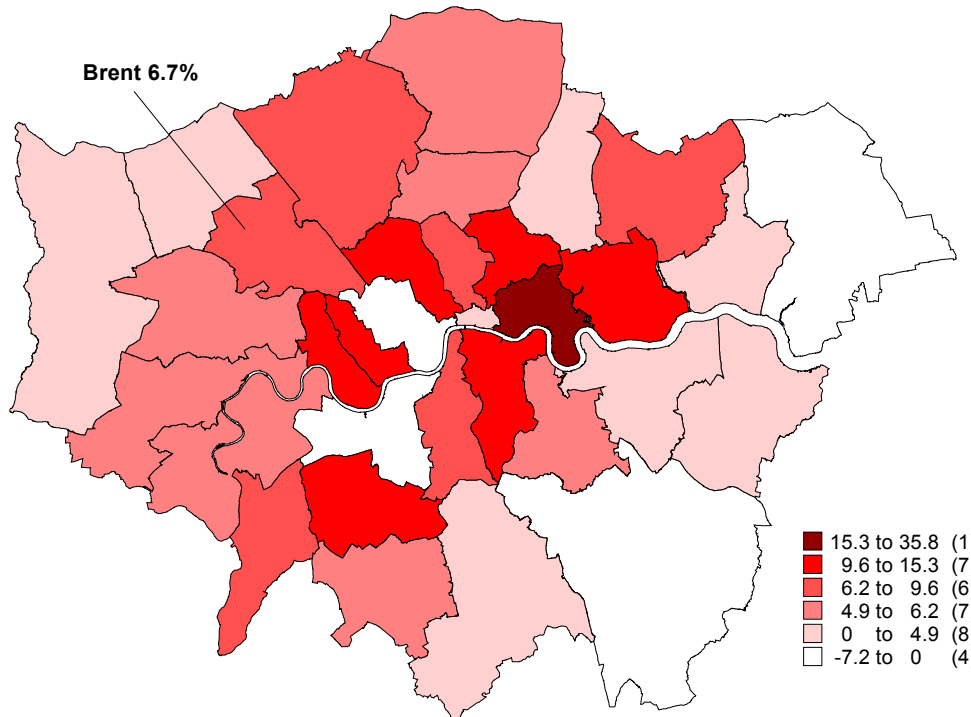 Brent 6.7%
15.3 to 35.8 (1
9.6 to 15.3 (7
6.2 to 9.6 (6
4.9 to 6.2 (7
0 to 4.9 (8
-7.2 to 0 (4